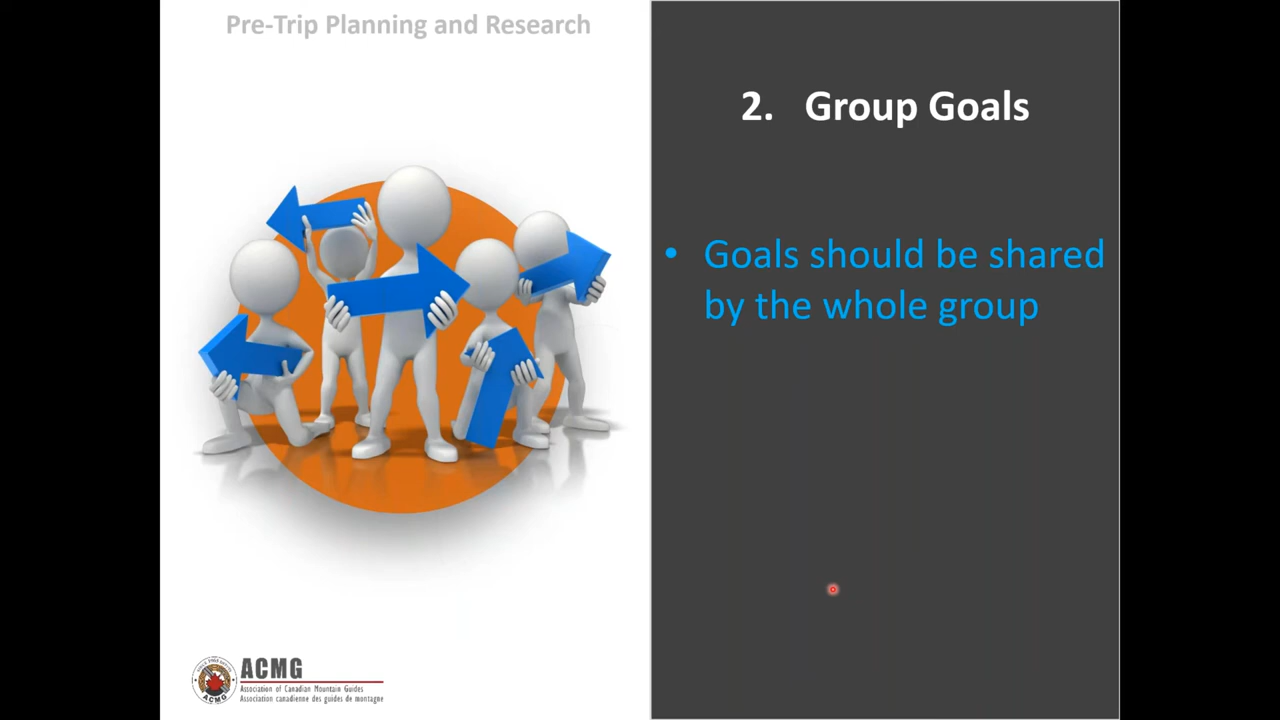 Pre-Trip Planning and Research
2. Group Goals
• Goals should be shared
by the whole group
ACMG
Association of Canadian Mountain Guides
Association canadienne des guides de montagne
ACMG